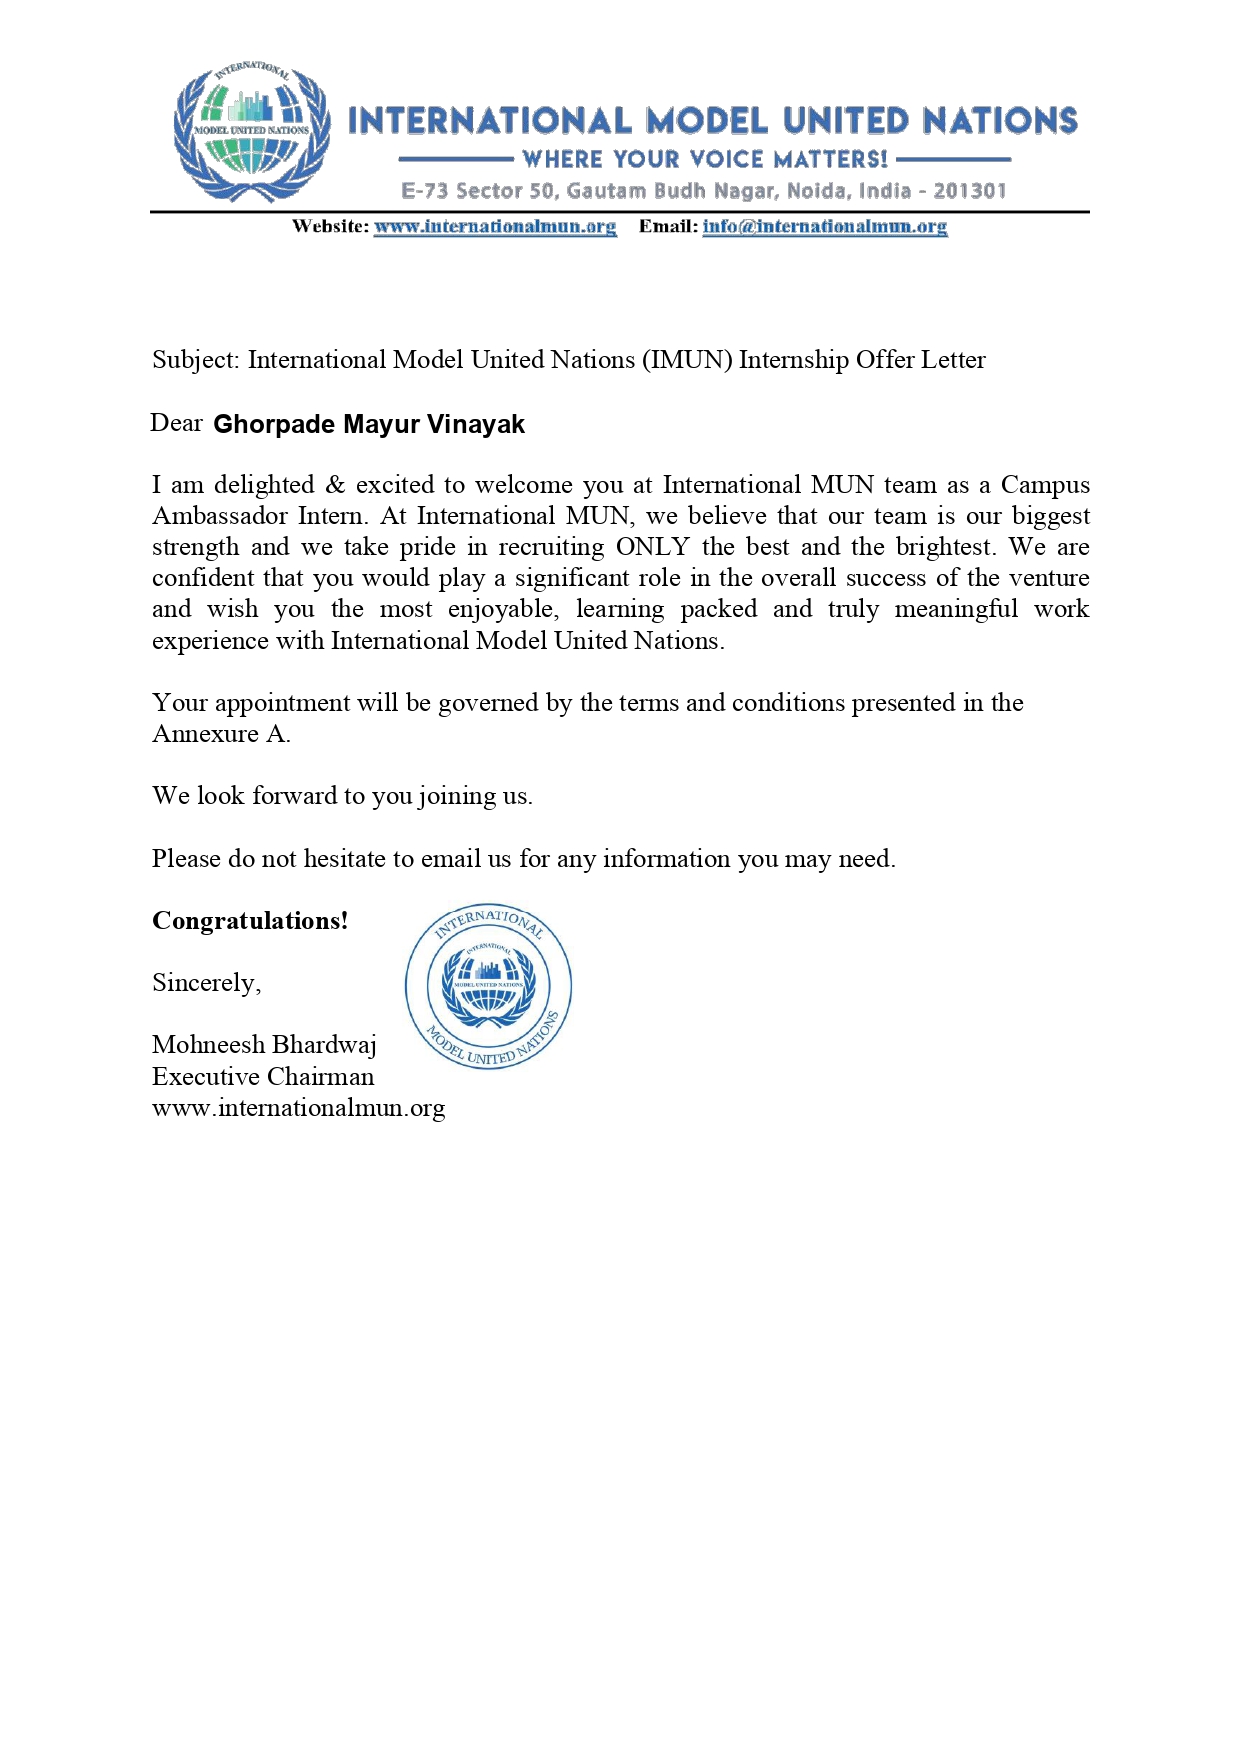 INTERNATIONAL
MODEL UNITED NATIONS
INTERNATIONAL MODEL UNITED NATIONS
WHERE YOUR VOICE MATTERS!
E-73 Sector 50, Gautam Budh Nagar, Noida, India - 201301
Website: www.internationalmun.org Email: info@internationalmun.org
Subject: International Model United Nations (IMUN) Internship Offer Letter
Dear Ghorpade Mayur Vinayak
I am delighted & excited to welcome you at International MUN team as a Campus
Ambassador Intern. At International MUN, we believe that our team is our biggest
strength and we take pride in recruiting ONLY the best and the brightest. We are
confident that you would play a significant role in the overall success of the venture
and wish you the most enjoyable, learning packed and truly meaningful work
experience with International Model United Nations.
Your appointment will be governed by the terms and conditions presented in the
Annexure A.
We look forward to you joining us.
Please do not hesitate to email us for any information you may need.
Congratulations!
INTERNATIONAL
INTERNATIONAL
MODEL UNITED NATIONS
MODEL UNITED NATIONS
Sincerely,
Mohneesh Bhardwaj
Executive Chairman
www.internationalmun.org